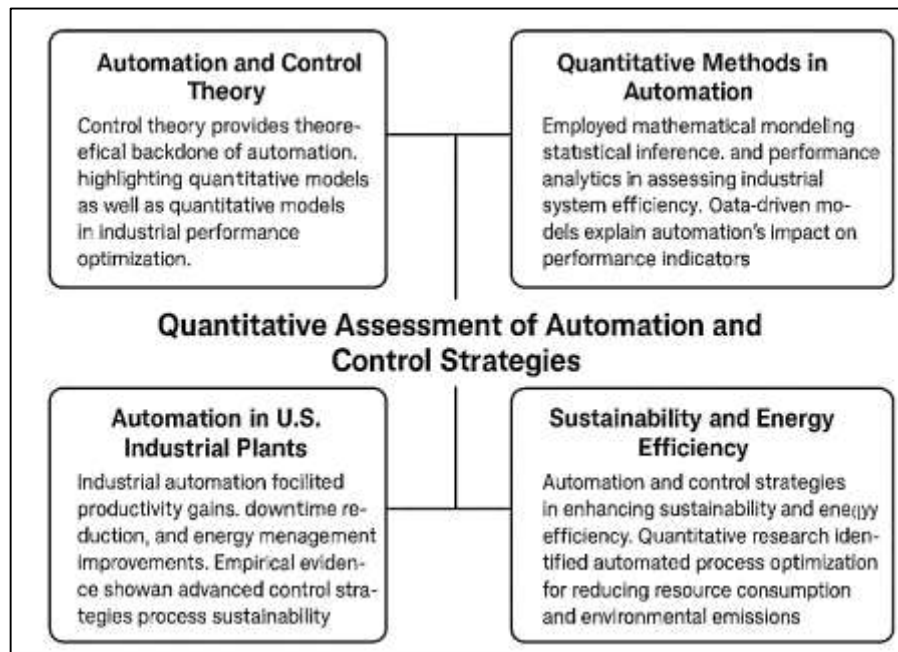 Automation and Control
Theory
Control theory provides theore-
efical backdone of automation.
highlighting quantitative models
as well as quantitative models
in industrial performance
optimization.
Quantitative Methods in
Automation
Employed mathematical mondeling
statistical inference. and performance
analytics in assessing industrial
system efficiency. Oata-driven mo-
dels explain automation's impact on
performance indicators
Quantitative Assessment of Automation and
Control Strategies
Automation in U.S.
Industrial Plants
Industrial automation focilited
productivity gains. downtime re-
duction, and energy menagement
improvements. Empirical eviden-
ce showan advanced control stra-
tegies process sustainability
Sustainability and Energy
Efficiency
Automation and control strategies
in enhancing sustainability and
efficiency. Quantitative research iden-
tified automated process optimization
for reducing resource consumption
and environmental emissions